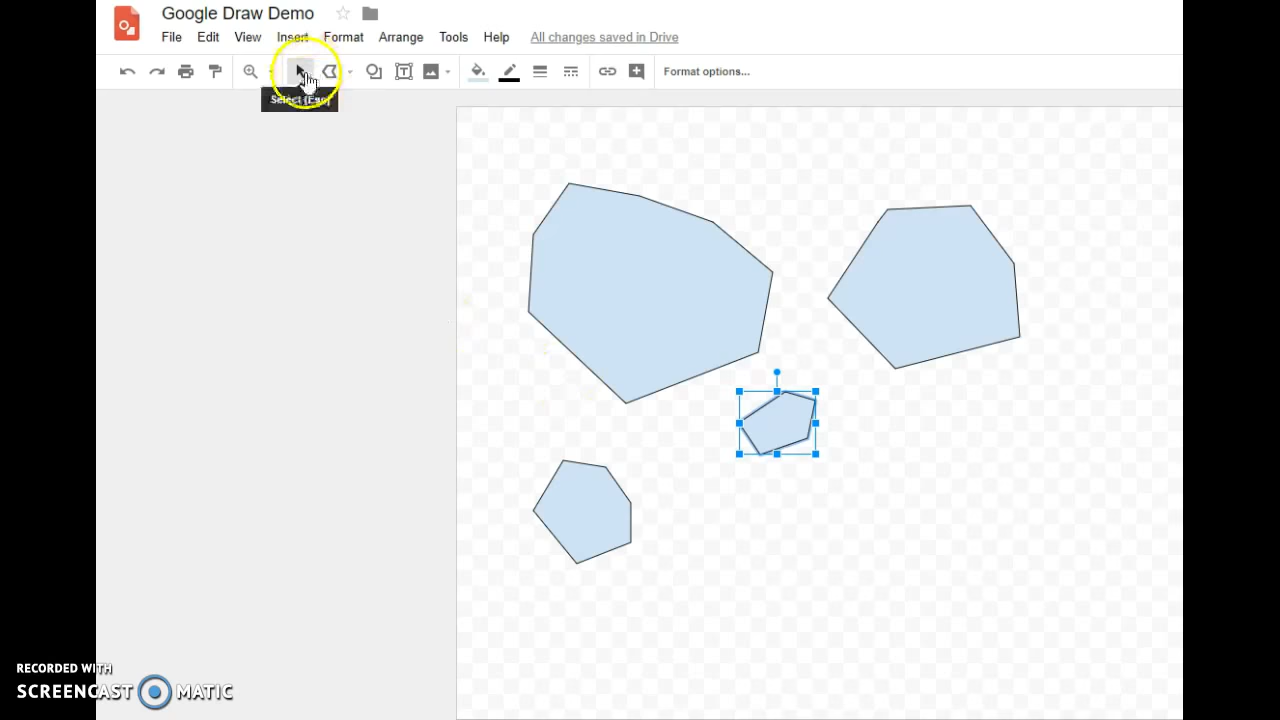 Google Draw Demo
File Edit View Insert Format Arrange Tools Help All changes saved in Drive
Format options...
Select (Esc)
RECORDED WITH
SCREENCAST MATIC